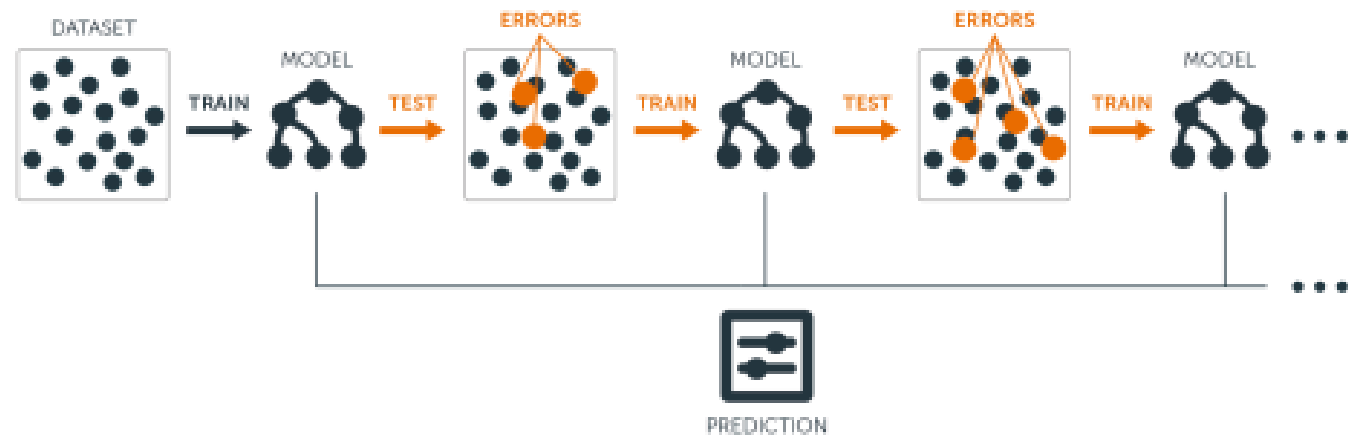 DATASET
MODEL
ERRORS
MODEL
ERRORS
MODEL
TRAIN
TEST
TRAIN
TEST
TRAIN
PREDICTION